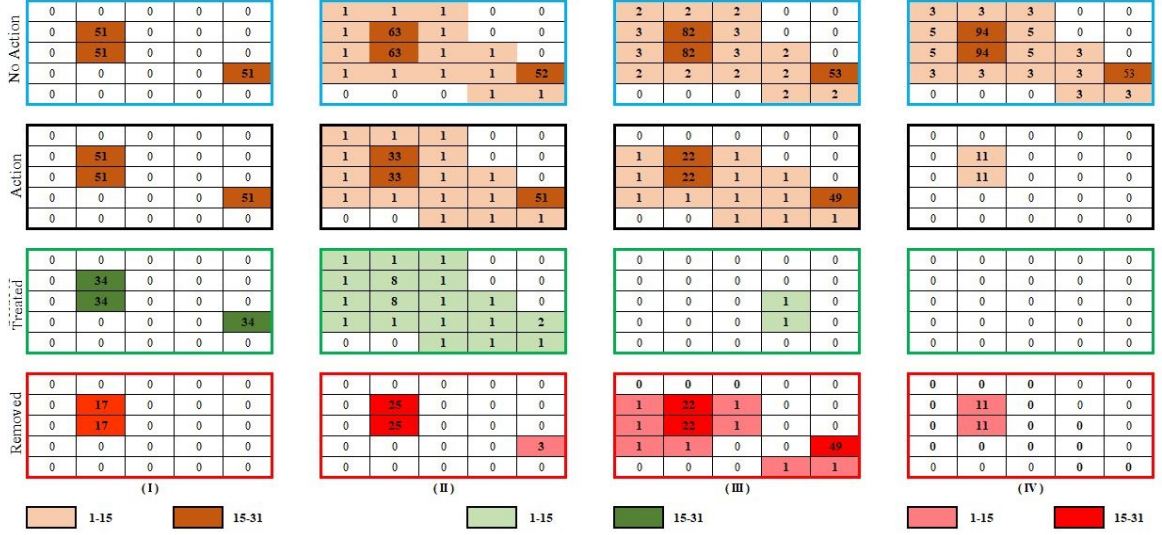 No Action
0 0 0 0 0 1 1 1 0 0 2 2 2 0 0 3 3 3 0 0
0 51 0 0 0 1 63 1 0 0 3 82 3 0 0 5 94 5 0 0
0 51 0 0 0 1 63 1 1 0 3 82 3 2 0 5 94 5 3 0
0 0 0 0 51 1 1 1 1 52 2 2 2 2 53 3 3 3 3 53
0 0 0 0 0 0 0 0 1 1 0 0 0 2 2 0 0 0 3 3
Action
0 0 0 0 0 1 1 1 0 0 0 0 0 0 0 0 0 0 0 0
0 51 0 0 0 1 33 1 0 0 1 22 1 0 0 0 11 0 0 0
0 51 0 0 0 1 33 1 1 0 1 22 1 1 0 0 11 0 0 0
0 0 0 0 51 1 1 1 1 51 1 1 1 1 49 0 0 0 0 0
0 0 0 0 0 0 0 1 1 1 0 0 1 1 1 0 0 0 0 0
Treated
0 0 0 0 0 1 1 1 0 0 0 0 0 0 0 0 0 0 0 0
0 34 0 0 0 1 8 1 0 0 0 0 0 0 0 0 0 0 0 0
0 34 0 0 0 1 8 1 1 0 0 0 0 1 0 0 0 0 0 0
0 0 0 0 34 1 1 1 1 2 0 0 0 1 0 0 0 0 0 0
0 0 0 0 0 0 0 1 1 1 0 0 0 0 0 0 0 0 0 0
Removed
0 0 0 0 0 0 0 0 0 0 0 0 0 0 0 0 0 0 0 0
0 17 0 0 0 0 25 0 0 0 1 22 1 0 0 0 11 0 0 0
0 17 0 0 0 0 25 0 0 0 1 22 1 0 0 0 11 0 0 0
0 0 0 0 0 0 0 0 0 3 1 1 0 0 49 0 0 0 0 0
0 0 0 0 0 0 0 0 0 0 0 0 0 1 1 0 0 0 0 0
(I) (II) (III) (IV)
1-15 15-31 1-15 15-31 1-15 15-31